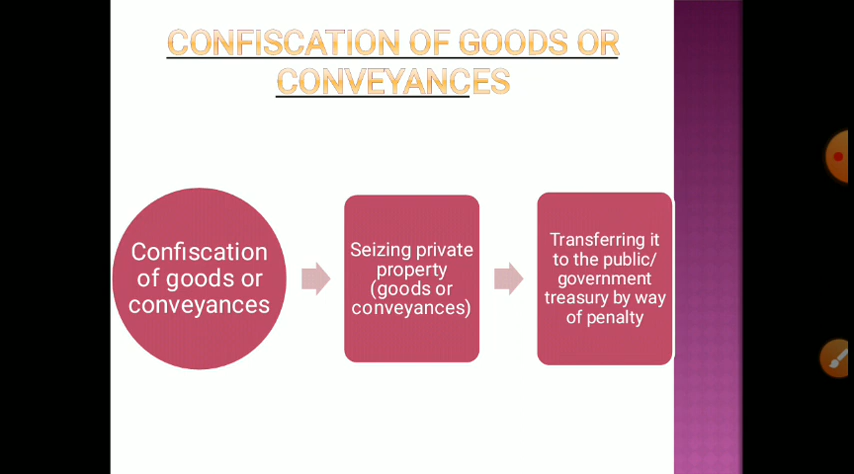 CONFISCATION OF GOODS OR
CONVEYANCES
Confiscation
of goods or
conveyances
Seizing private
property
(goods or
conveyances)
Transferring it
to the public/
government
treasury by way
of penalty